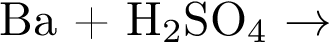 Ba + H₂SO₄ →